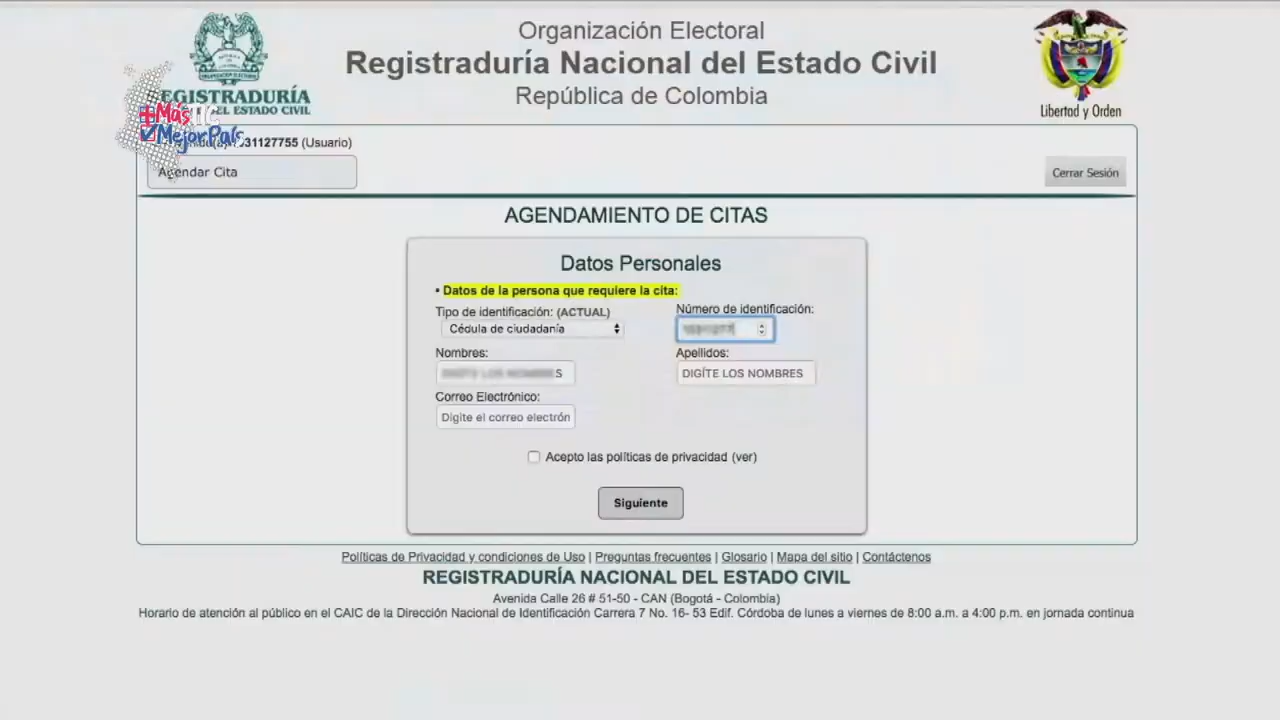 Organización Electoral
Registraduría Nacional del Estado Civil
República de Colombia
Libertad y Orden
EGISTRADURÍA
DEL ESTADO CIVIL
+MásTIC
MejorPaís
31127755 (Usuario)
Agendar Cita
Cerrar Sesión
AGENDAMIENTO DE CITAS
Datos Personales
• Datos de la persona que requiere la cita:
Tipo de identificación: (ACTUAL)
Número de identificación:
Cédula de ciudadanía
Nombres:
Apellidos:
DIGÍTE LOS NOMBRES
Correo Electrónico:
Digite el correo electrón
Acepto las políticas de privacidad (ver)
Siguiente
Políticas de Privacidad y condiciones de Uso | Preguntas frecuentes | Glosario | Mapa del sitio | Contáctenos
REGISTRADURÍA NACIONAL DEL ESTADO CIVIL
Avenida Calle 26 # 51-50 - CAN (Bogotá - Colombia)
Horario de atención al público en el CAIC de la Dirección Nacional de Identificación Carrera 7 No. 16- 53 Edif. Córdoba de lunes a viernes de 8:00 a.m. a 4:00 p.m. en jornada continua